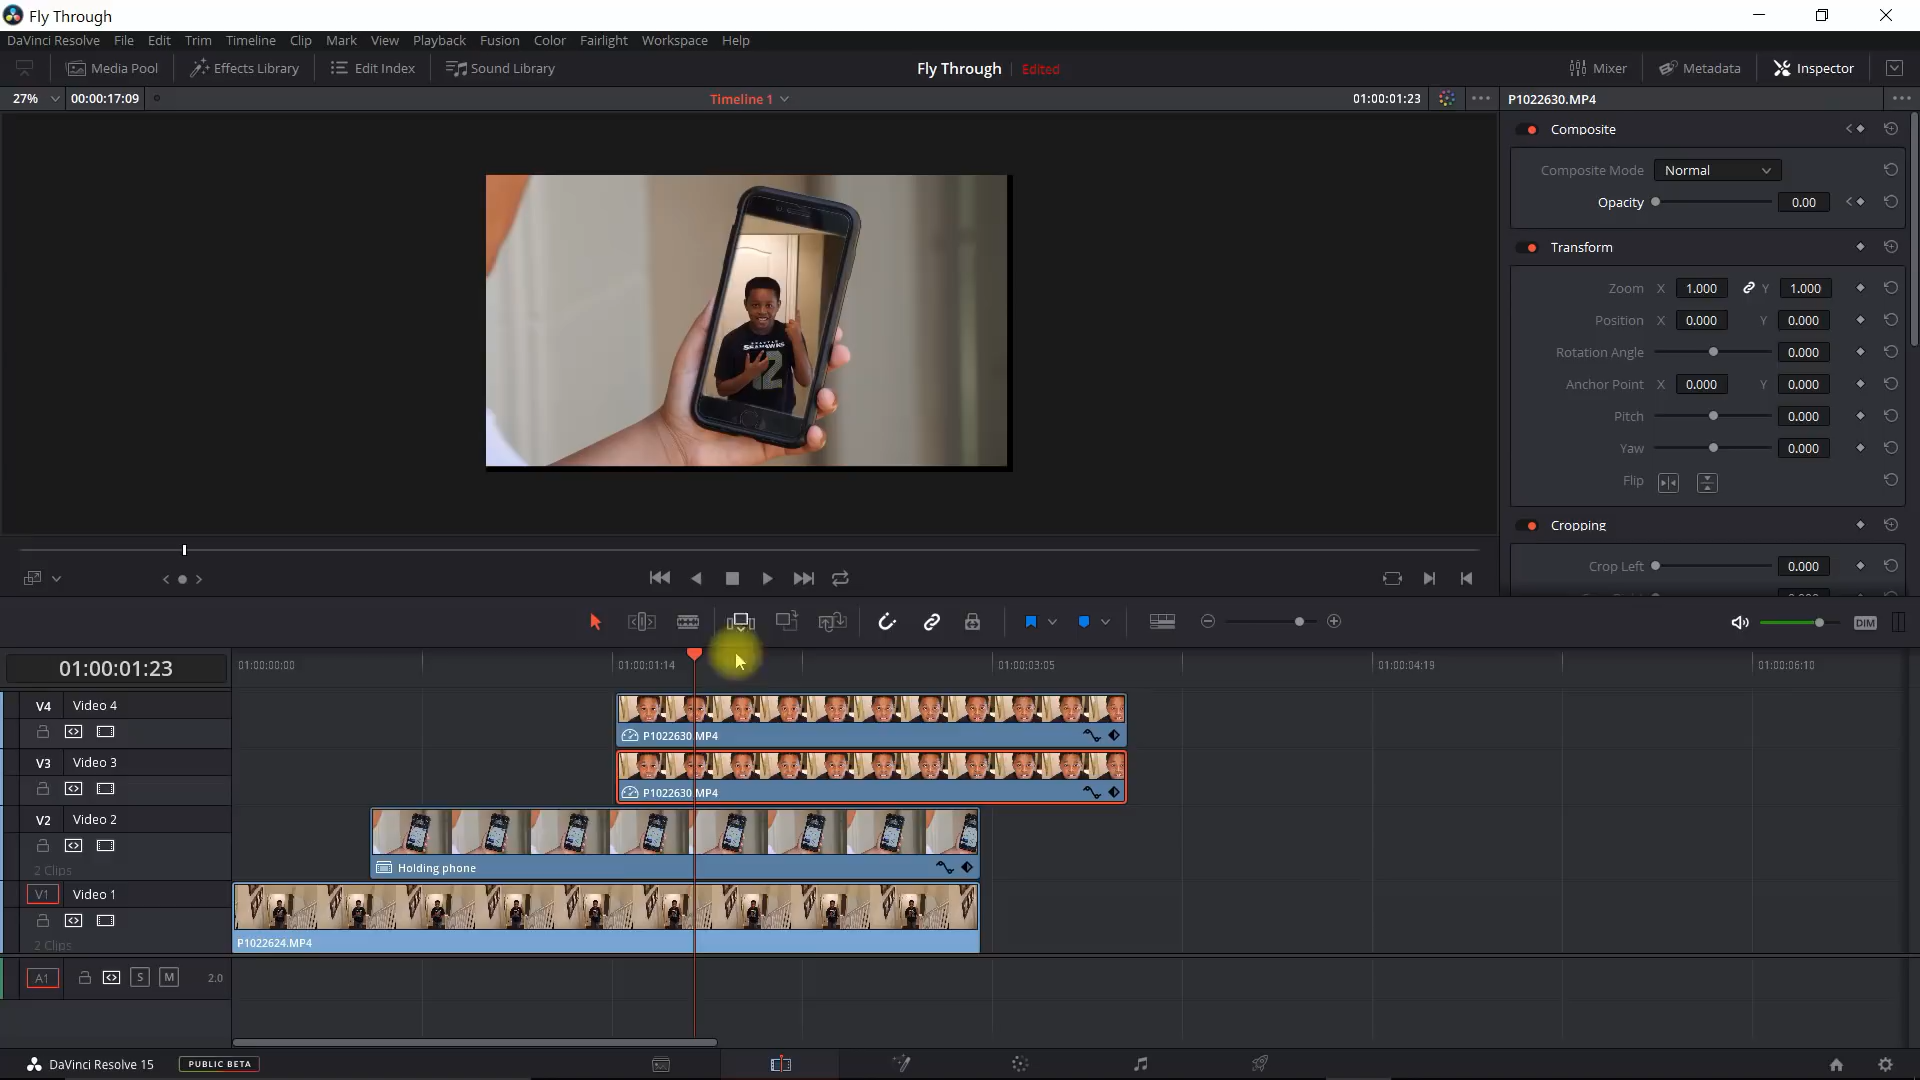 Fly Through
DaVinci Resolve File Edit Trim Timeline Clip Mark View Playback Fusion Color Fairlight Workspace Help
Media Pool Effects Library Edit Index Sound Library Fly Through Edited Mixer Metadata Inspector
27% 00:00:17:09 Timeline 1 01:00:01:23 P1022630.MP4
Composite
Composite Mode Normal
Opacity 0.00
Transform
Zoom X 1.000 Y 1.000
Position X 0.000 Y 0.000
Rotation Angle 0.000
Anchor Point X 0.000 Y 0.000
Pitch 0.000
Yaw 0.000
Flip
Cropping
Crop Left 0.000
SEAHAWKS
12
DIM
01:00:01:23 01:00:00:00 01:00:01:14 01:00:03:05 01:00:04:19 01:00:06:10
V4 Video 4
P1022630.MP4
V3 Video 3
P1022630.MP4
V2 Video 2
2 Clips
Holding phone
V1 Video 1
2 Clips
P1022624.MP4
A1 S M 2.0
DaVinci Resolve 15 PUBLIC BETA